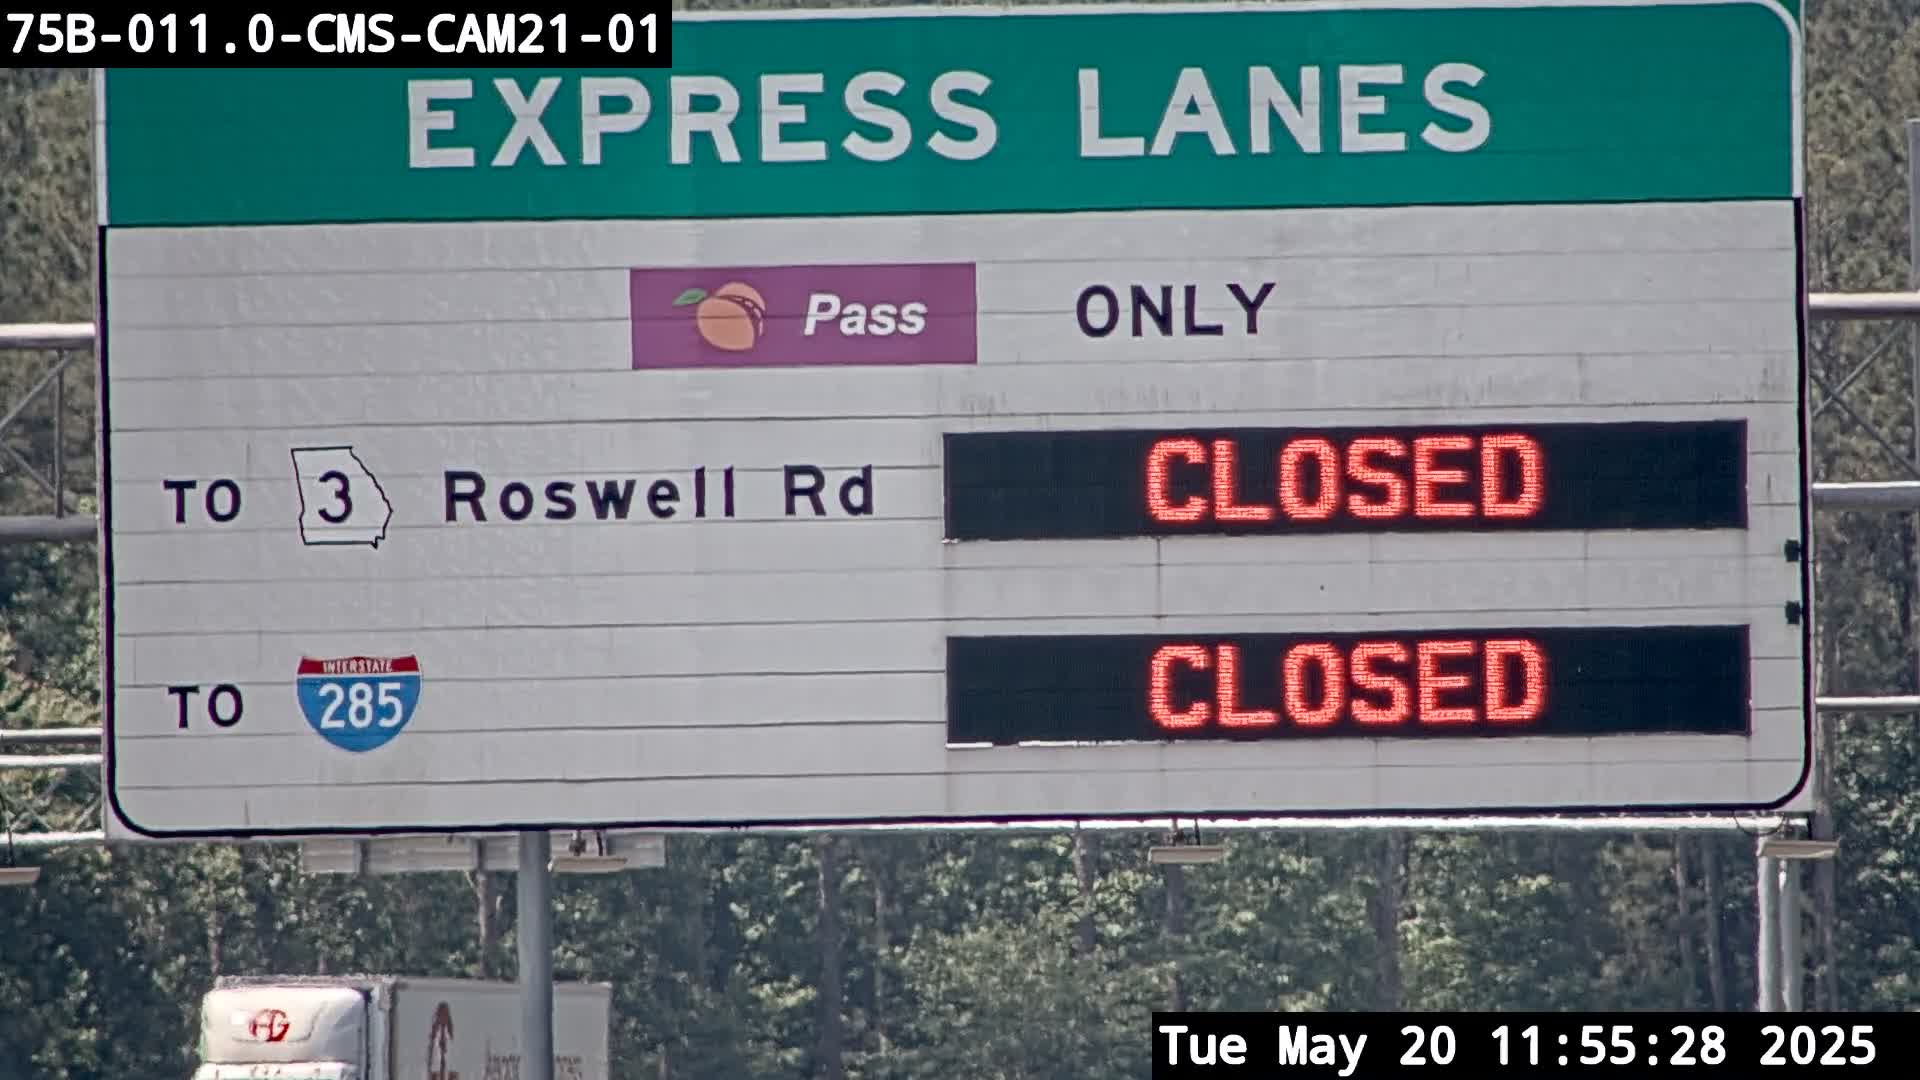 75B-011.0-CMS-CAM21-01
EXPRESS LANES
Pass ONLY
TO 3 Roswell Rd CLOSED
INTERSTATE
TO 285 CLOSED
HG
Tue May 20 11:55:28 2025